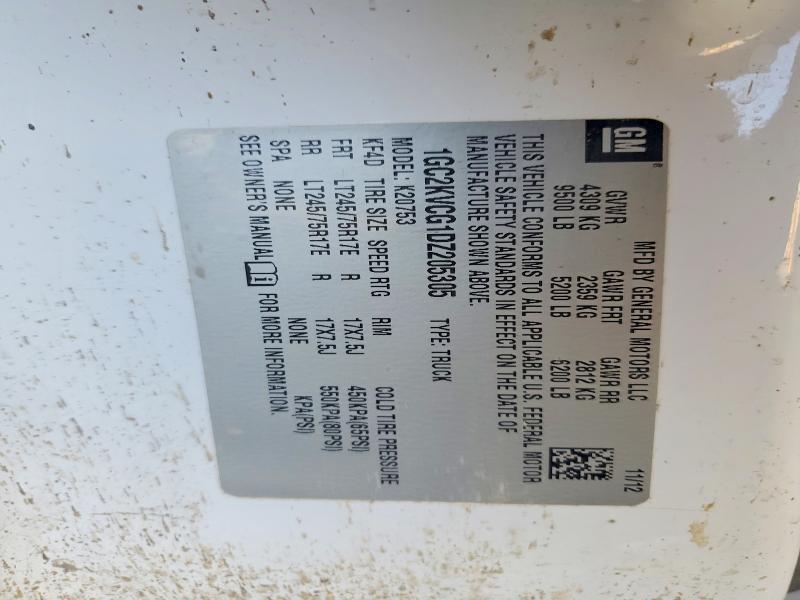 GM ®
MFD BY GENERAL MOTORS LLC 11/12
GVWR GAWR FRT GAWR RR
4309 KG 2359 KG 2812 KG
9500 LB 5200 LB 6200 LB
THIS VEHICLE CONFORMS TO ALL APPLICABLE U.S. FEDERAL MOTOR
VEHICLE SAFETY STANDARDS IN EFFECT ON THE DATE OF
MANUFACTURE SHOWN ABOVE.
1GC2KVCG1DZ205305 TYPE: TRUCK
MODEL: K20753
KF4D TIRE SIZE SPEED RTG RIM COLD TIRE PRESSURE
FRT LT245/75R17E R 17X7.5J 450KPA(65PSI)
RR LT245/75R17E R 17X7.5J 550KPA(80PSI)
SPA NONE NONE KPA(PSI)
SEE OWNER'S MANUAL FOR MORE INFORMATION.